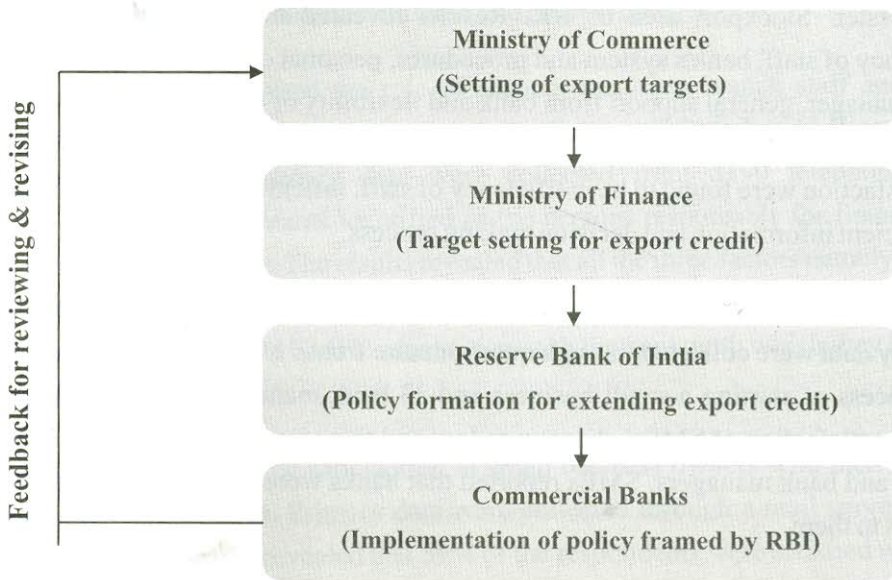 Ministry of Commerce
(Setting of export targets)
Ministry of Finance
(Target setting for export credit)
Reserve Bank of India
(Policy formation for extending export credit)
Commercial Banks
(Implementation of policy framed by RBI)
Feedback for reviewing & revising